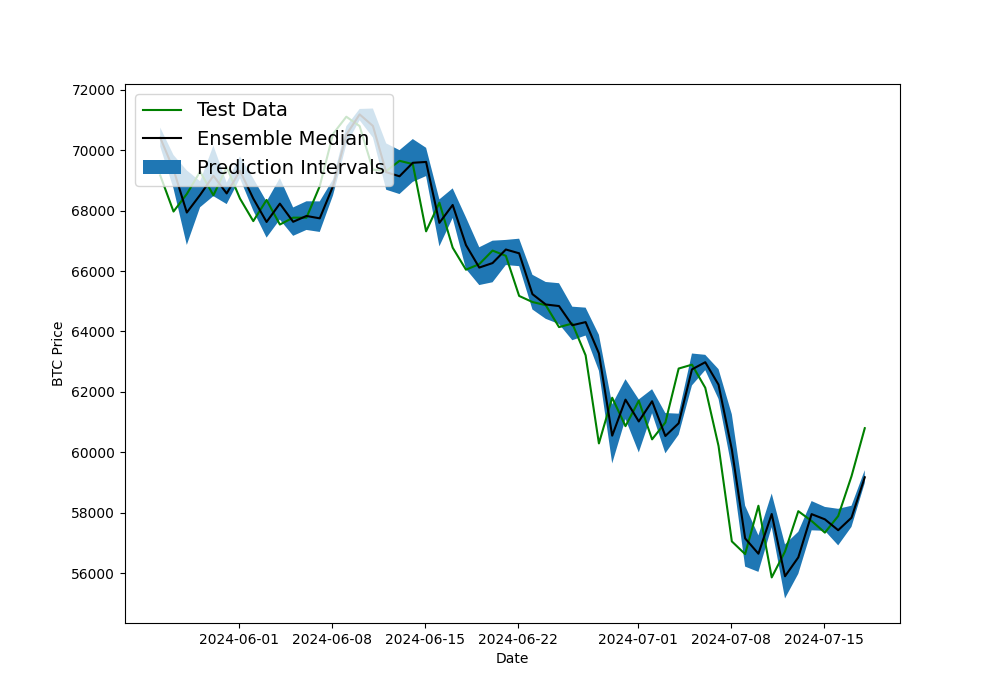 72000
70000
68000
66000
64000
62000
60000
58000
56000
BTC Price
Test Data
Ensemble Median
Prediction Intervals
2024-06-01 2024-06-08 2024-06-15 2024-06-22 2024-07-01 2024-07-08 2024-07-15
Date